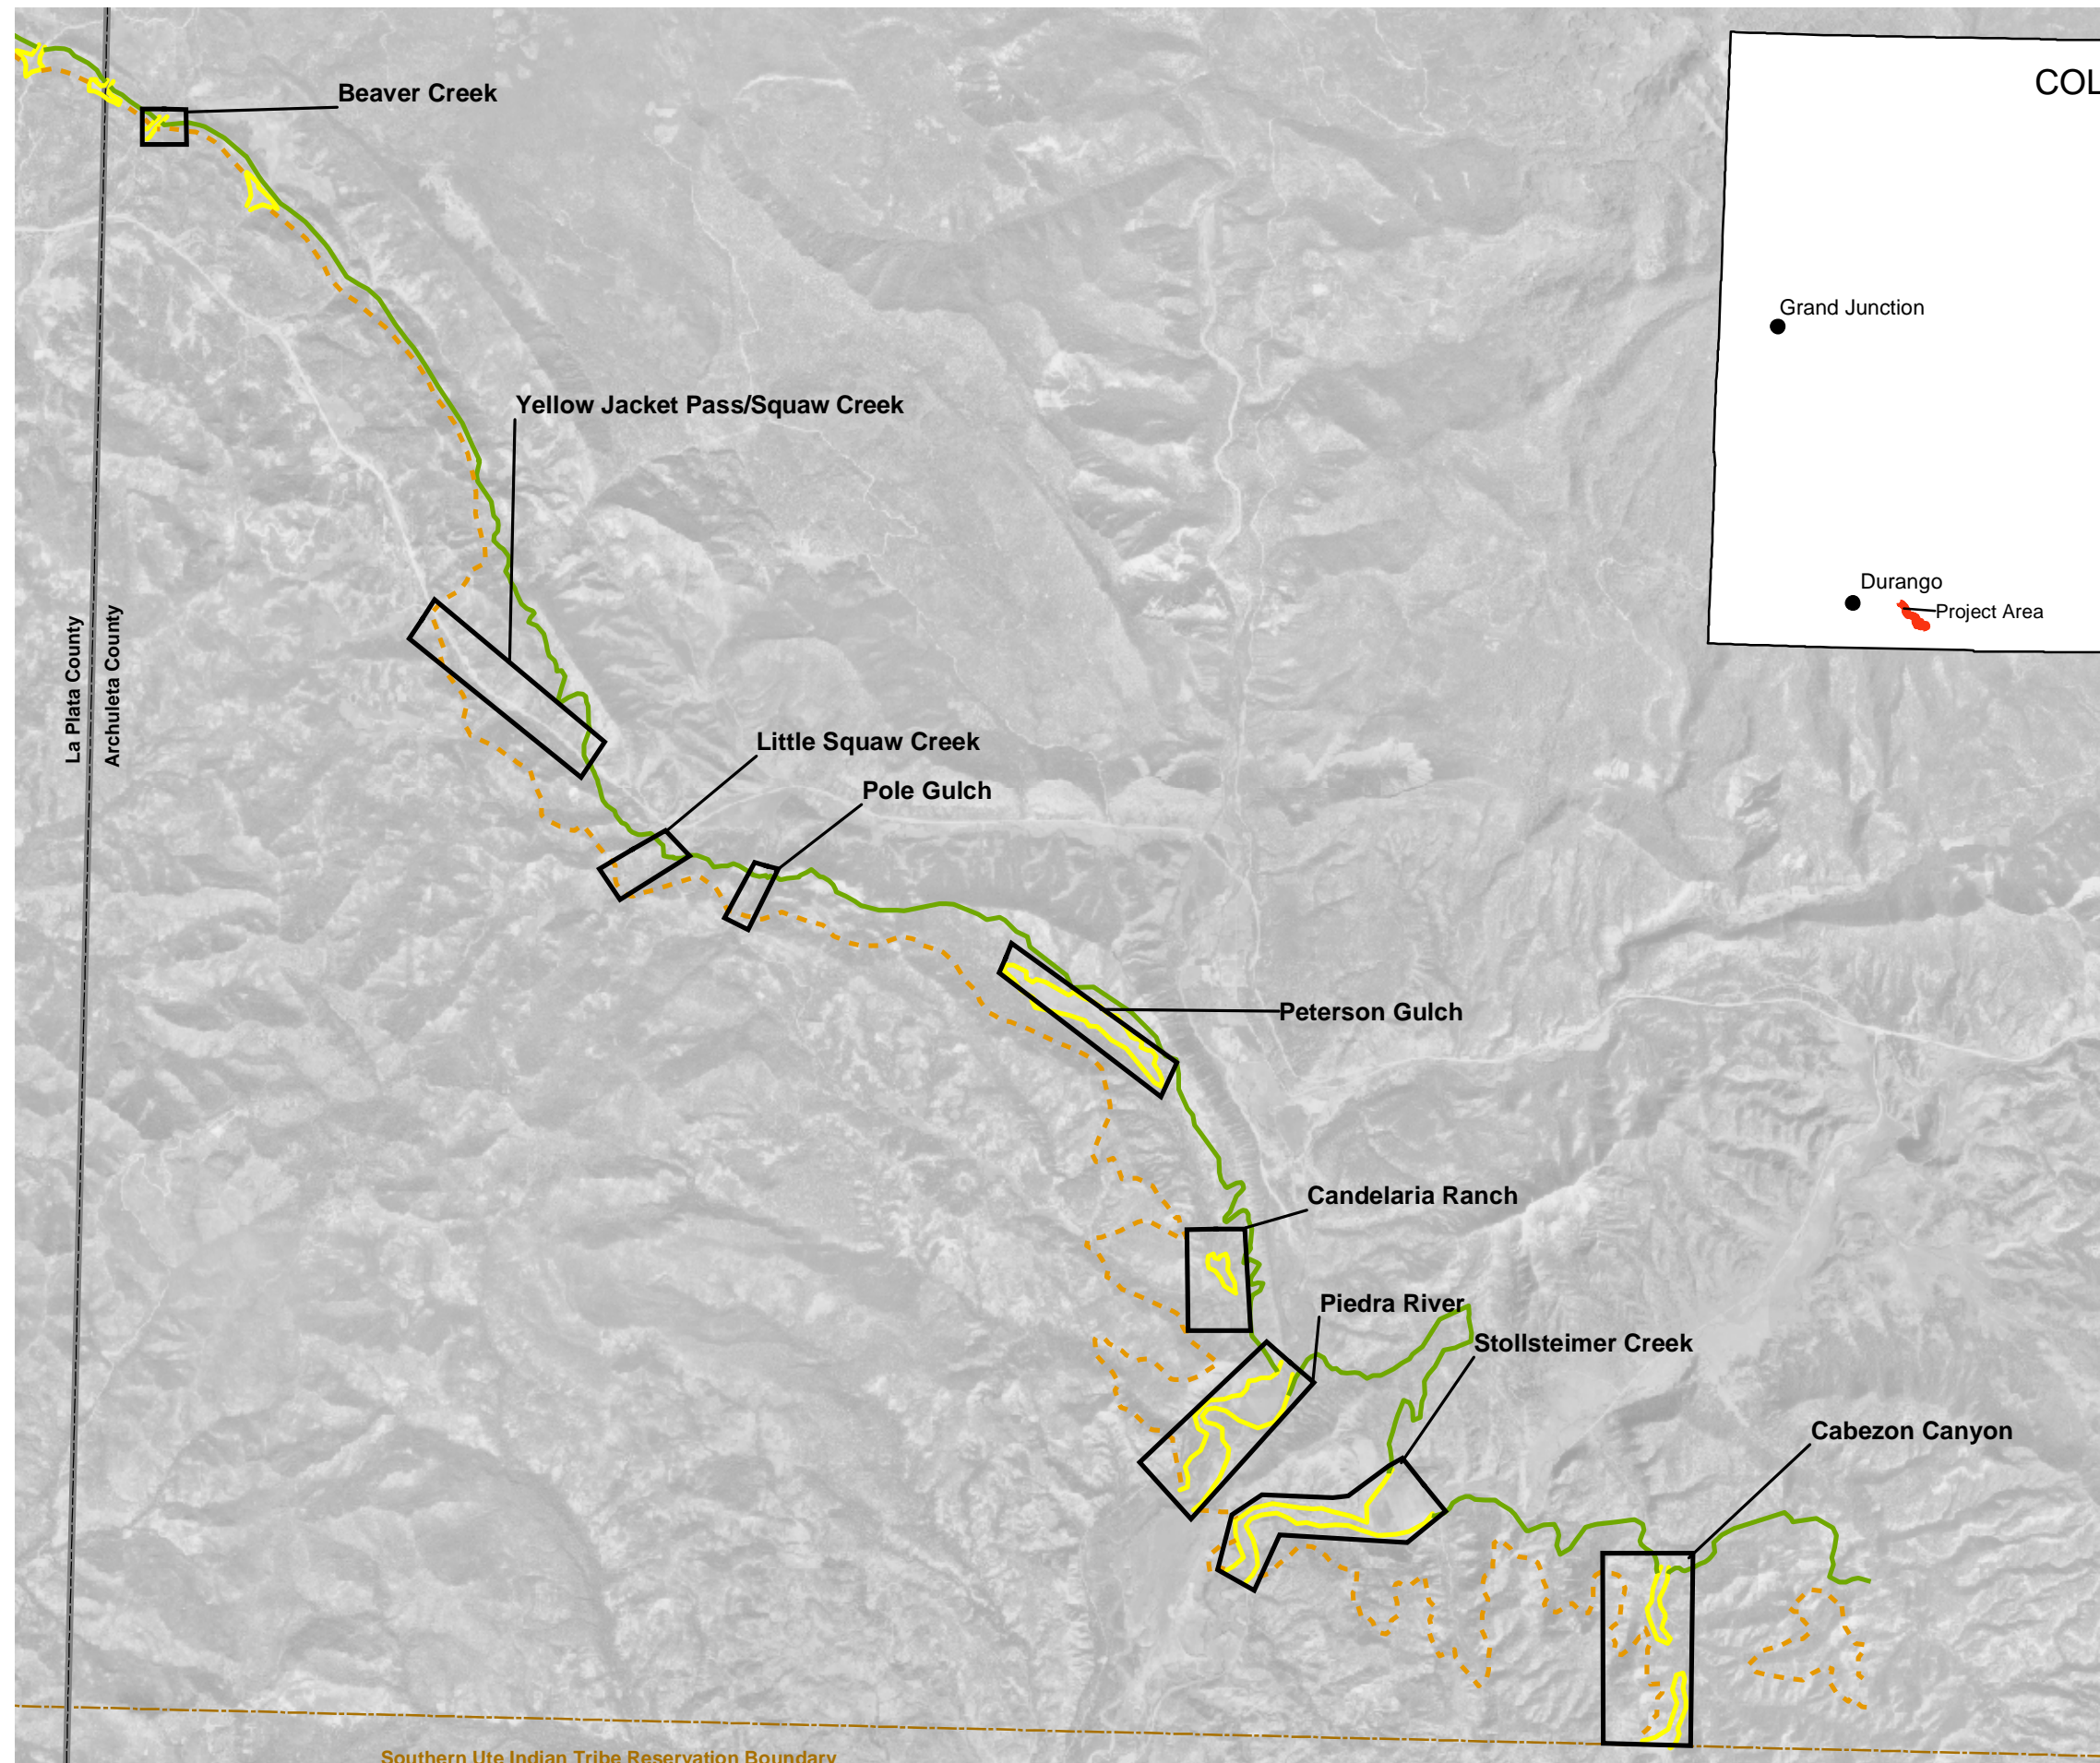 Beaver Creek
COL
Grand Junction
Yellow Jacket Pass/Squaw Creek
Durango
Project Area
La Plata County
Archuleta County
Little Squaw Creek
Pole Gulch
Peterson Gulch
Candelaria Ranch
Piedra River
Stollsteimer Creek
Cabezon Canyon
Southern Ute Indian Tribe Reservation Boundary